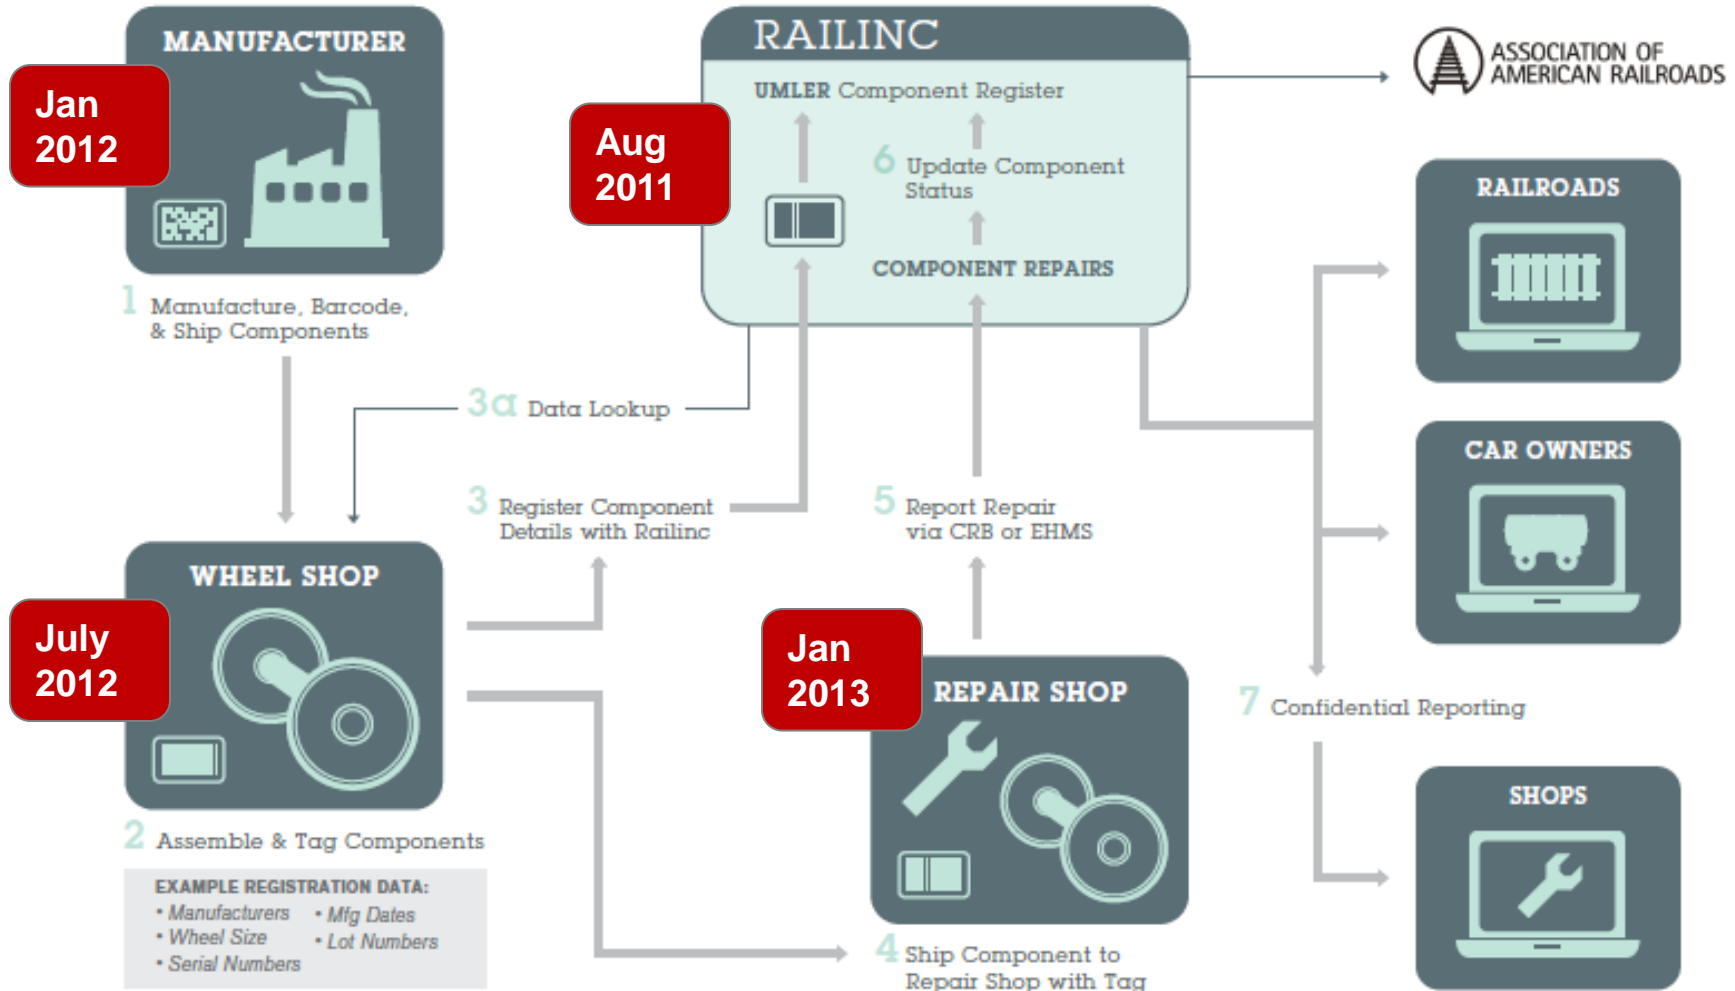 MANUFACTURER
Jan
2012
1 Manufacture, Barcode,
& Ship Components
RAILINC
UMLER Component Register
Aug
2011
6 Update Component
Status
COMPONENT REPAIRS
ASSOCIATION OF
AMERICAN RAILROADS
RAILROADS
3a Data Lookup
CAR OWNERS
3 Register Component
Details with Railinc
5 Report Repair
via CRB or EHMS
WHEEL SHOP
July
2012
2 Assemble & Tag Components
EXAMPLE REGISTRATION DATA:
• Manufacturers • Mfg Dates
• Wheel Size • Lot Numbers
• Serial Numbers
Jan
2013
REPAIR SHOP
4 Ship Component to
Repair Shop with Tag
7 Confidential Reporting
SHOPS